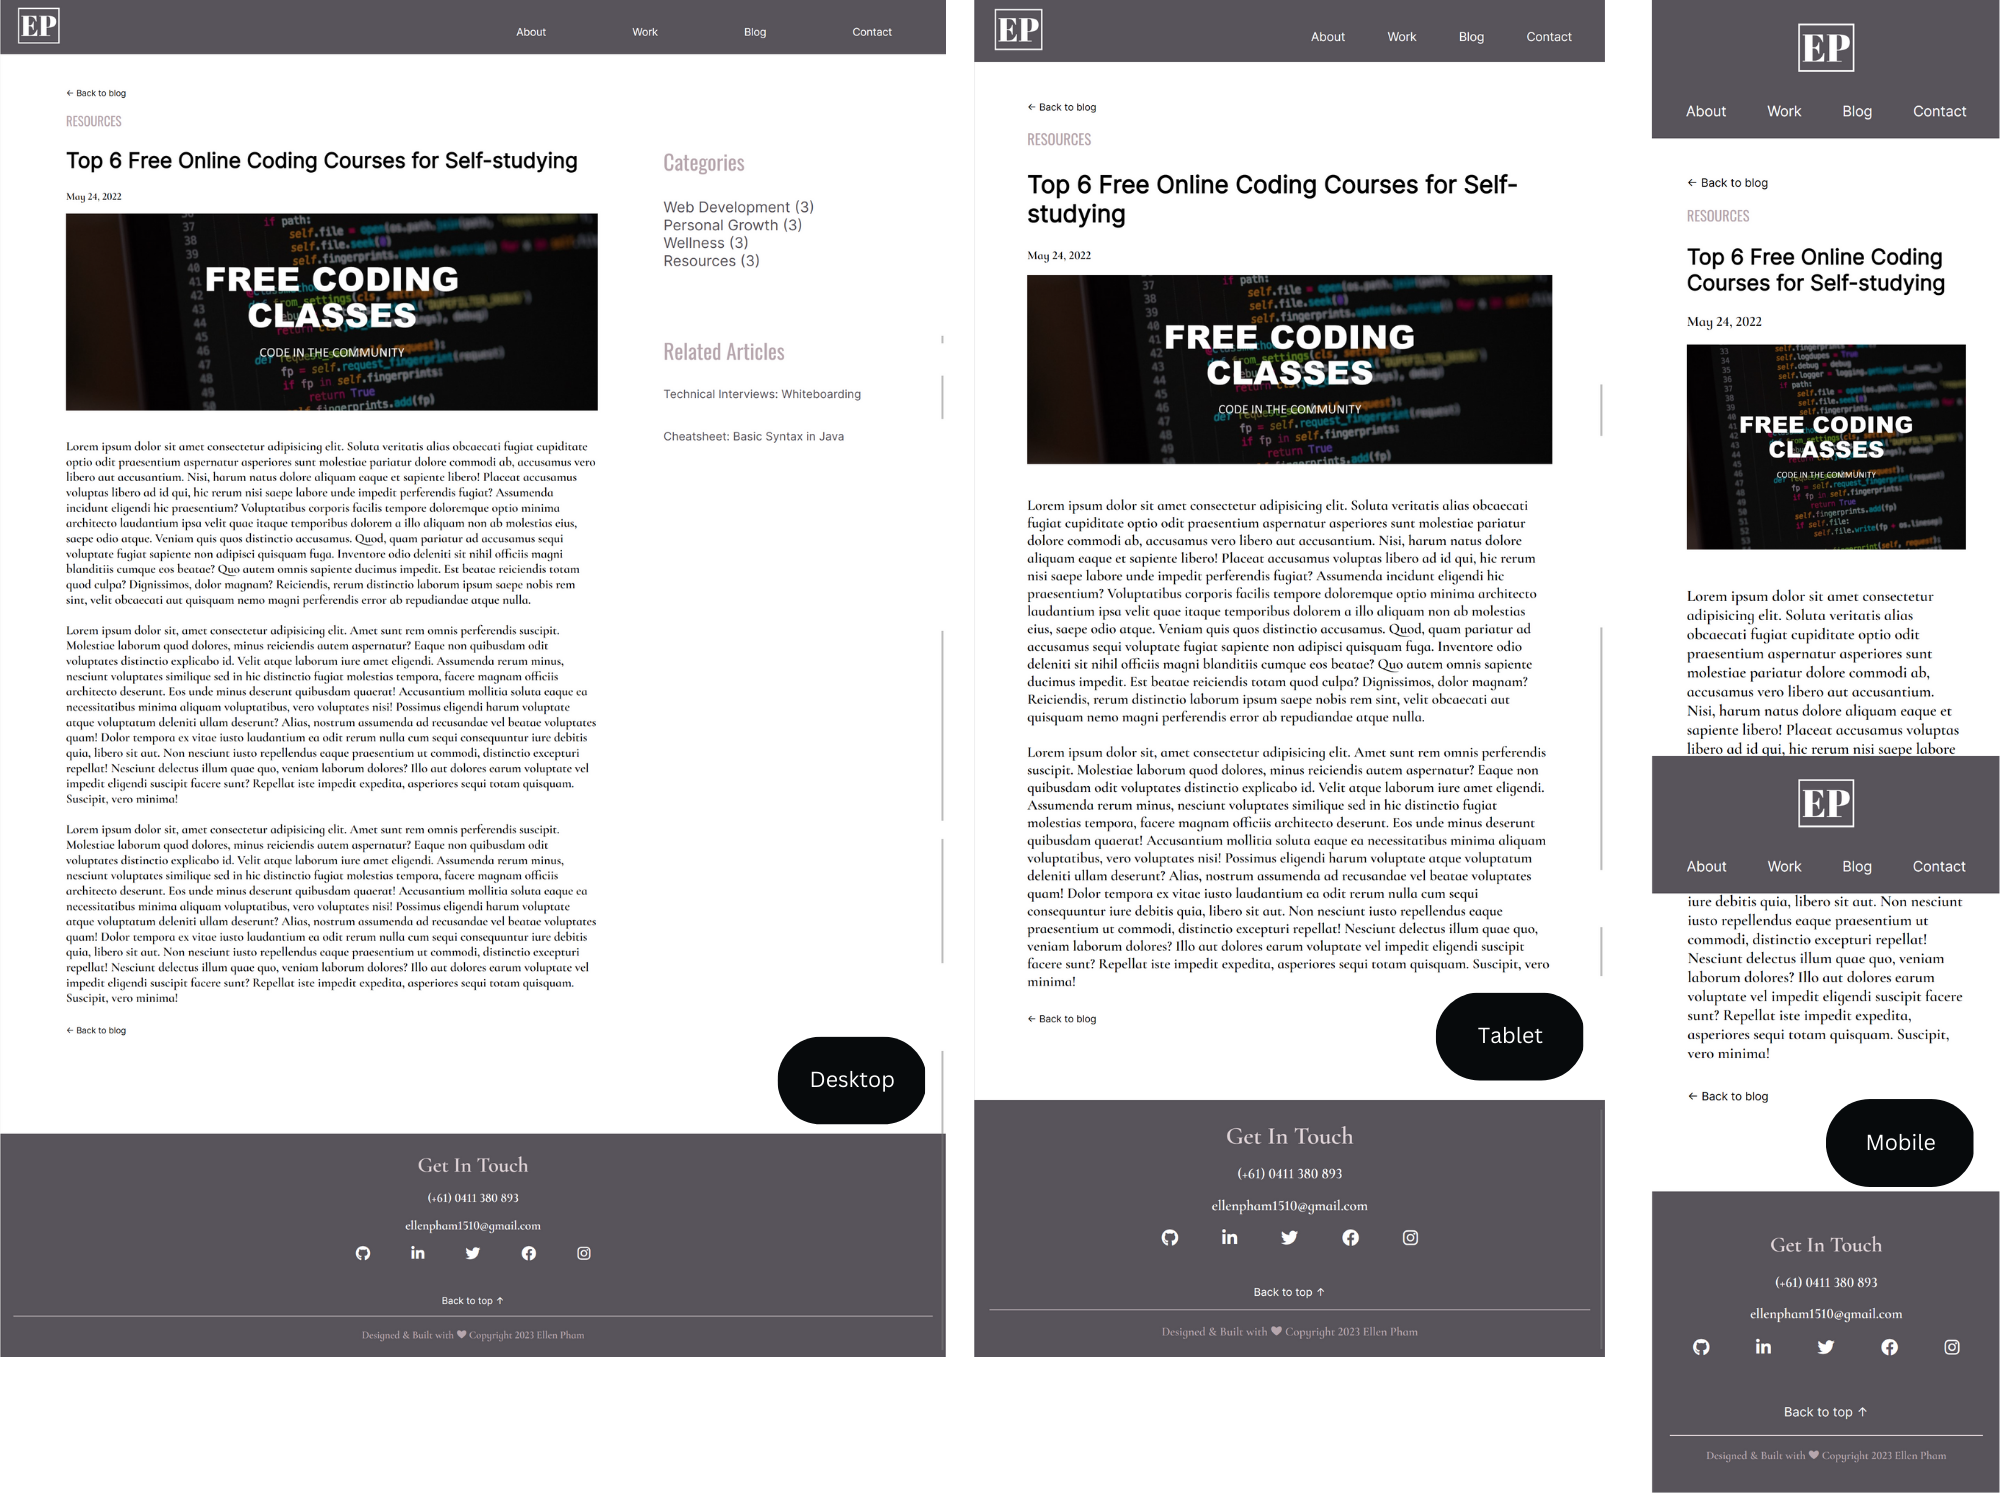 EP
About Work Blog Contact
← Back to blog
RESOURCES
Top 6 Free Online Coding Courses for Self-studying
May 24, 2022
FREE CODING
CLASSES
CODE IN THE COMMUNITY
Lorem ipsum dolor sit amet consectetur adipisicing elit. Soluta veritatis alias obcaecati fugiat cupiditate
optio odit praesentium aspernatur asperiores sunt molestiae pariatur dolore commodi ab, accusamus vero
libero aut accusantium. Nisi, harum natus dolore aliquam eaque et sapiente libero! Placeat accusamus
voluptas libero ad id qui, hic rerum nisi saepe labore unde impedit perferendis fugiat? Assumenda
incidunt eligendi hic praesentium? Voluptatibus corporis facilis tempore doloremque optio minima
architecto laudantium ipsa velit quae itaque temporibus dolorem a illo aliquam non ab molestias eius,
saepe odio atque. Veniam quis quos distinctio accusamus. Quod, quam pariatur ad accusamus sequi
voluptate fugiat sapiente non adipisci quisquam fuga. Inventore odio deleniti sit nihil officiis magni
blanditiis cumque eos beatae? Quo autem omnis sapiente ducimus impedit. Est beatae reiciendis totam
quod culpa? Dignissimos, dolor magnam? Reiciendis, rerum distinctio laborum ipsum saepe nobis rem
sint, velit obcaecati aut quisquam nemo magni perferendis error ab repudiandae atque nulla.
Lorem ipsum dolor sit, amet consectetur adipisicing elit. Amet sunt rem omnis perferendis suscipit.
Molestiae laborum quod dolores, minus reiciendis autem aspernatur? Eaque non quibusdam odit
voluptates distinctio explicabo id. Velit atque laborum iure amet eligendi. Assumenda rerum minus,
nesciunt voluptates similique sed in hic distinctio fugiat molestias tempora, facere magnam officiis
architecto deserunt. Eos unde minus deserunt quibusdam quaerat! Accusantium mollitia soluta eaque ea
necessitatibus minima aliquam voluptatibus, vero voluptates nisi! Possimus eligendi harum voluptate
atque voluptatum deleniti ullam deserunt? Alias, nostrum assumenda ad recusandae vel beatae voluptates
quam! Dolor tempora ex vitae iusto laudantium ea odit rerum nulla cum sequi consequuntur iure debitis
quia, libero sit aut. Non nesciunt iusto repellendus eaque praesentium ut commodi, distinctio excepturi
repellat! Nesciunt delectus illum quae quo, veniam laborum dolores? Illo aut dolores earum voluptate vel
impedit eligendi suscipit facere sunt? Repellat iste impedit expedita, asperiores sequi totam quisquam.
Suscipit, vero minima!
Lorem ipsum dolor sit, amet consectetur adipisicing elit. Amet sunt rem omnis perferendis suscipit.
Molestiae laborum quod dolores, minus reiciendis autem aspernatur? Eaque non quibusdam odit
voluptates distinctio explicabo id. Velit atque laborum iure amet eligendi. Assumenda rerum minus,
nesciunt voluptates similique sed in hic distinctio fugiat molestias tempora, facere magnam officiis
architecto deserunt. Eos unde minus deserunt quibusdam quaerat! Accusantium mollitia soluta eaque ea
necessitatibus minima aliquam voluptatibus, vero voluptates nisi! Possimus eligendi harum voluptate
atque voluptatum deleniti ullam deserunt? Alias, nostrum assumenda ad recusandae vel beatae voluptates
quam! Dolor tempora ex vitae iusto laudantium ea odit rerum nulla cum sequi consequuntur iure debitis
quia, libero sit aut. Non nesciunt iusto repellendus eaque praesentium ut commodi, distinctio excepturi
repellat! Nesciunt delectus illum quae quo, veniam laborum dolores? Illo aut dolores earum voluptate vel
impedit eligendi suscipit facere sunt? Repellat iste impedit expedita, asperiores sequi totam quisquam.
Suscipit, vero minima!
← Back to blog
Categories
Web Development (3)
Personal Growth (3)
Wellness (3)
Resources (3)
Related Articles
Technical Interviews: Whiteboarding
Cheatsheet: Basic Syntax in Java
Desktop
Get In Touch
(+61) 0411 380 893
ellenpham1510@gmail.com
Back to top ↑
Designed & Built with ♥ Copyright 2023 Ellen Pham
EP
About Work Blog Contact
← Back to blog
RESOURCES
Top 6 Free Online Coding Courses for Self-
studying
May 24, 2022
FREE CODING
CLASSES
CODE IN THE COMMUNITY
Lorem ipsum dolor sit amet consectetur adipisicing elit. Soluta veritatis alias obcaecati
fugiat cupiditate optio odit praesentium aspernatur asperiores sunt molestiae pariatur
dolore commodi ab, accusamus vero libero aut accusantium. Nisi, harum natus dolore
aliquam eaque et sapiente libero! Placeat accusamus voluptas libero ad id qui, hic rerum
nisi saepe labore unde impedit perferendis fugiat? Assumenda incidunt eligendi hic
praesentium? Voluptatibus corporis facilis tempore doloremque optio minima architecto
laudantium ipsa velit quae itaque temporibus dolorem a illo aliquam non ab molestias
eius, saepe odio atque. Veniam quis quos distinctio accusamus. Quod, quam pariatur ad
accusamus sequi voluptate fugiat sapiente non adipisci quisquam fuga. Inventore odio
deleniti sit nihil officiis magni blanditiis cumque eos beatae? Quo autem omnis sapiente
ducimus impedit. Est beatae reiciendis totam quod culpa? Dignissimos, dolor magnam?
Reiciendis, rerum distinctio laborum ipsum saepe nobis rem sint, velit obcaecati aut
quisquam nemo magni perferendis error ab repudiandae atque nulla.
Lorem ipsum dolor sit, amet consectetur adipisicing elit. Amet sunt rem omnis perferendis
suscipit. Molestiae laborum quod dolores, minus reiciendis autem aspernatur? Eaque non
quibusdam odit voluptates distinctio explicabo id. Velit atque laborum iure amet eligendi.
Assumenda rerum minus, nesciunt voluptates similique sed in hic distinctio fugiat
molestias tempora, facere magnam officiis architecto deserunt. Eos unde minus deserunt
quibusdam quaerat! Accusantium mollitia soluta eaque ea necessitatibus minima aliquam
voluptatibus, vero voluptates nisi! Possimus eligendi harum voluptate atque voluptatum
deleniti ullam deserunt? Alias, nostrum assumenda ad recusandae vel beatae voluptates
quam! Dolor tempora ex vitae iusto laudantium ea odit rerum nulla cum sequi
consequuntur iure debitis quia, libero sit aut. Non nesciunt iusto repellendus eaque
praesentium ut commodi, distinctio excepturi repellat! Nesciunt delectus illum quae quo,
veniam laborum dolores? Illo aut dolores earum voluptate vel impedit eligendi suscipit
facere sunt? Repellat iste impedit expedita, asperiores sequi totam quisquam. Suscipit, vero
minima!
← Back to blog
Tablet
Get In Touch
(+61) 0411 380 893
ellenpham1510@gmail.com
Back to top ↑
Designed & Built with ♥ Copyright 2023 Ellen Pham
EP
About Work Blog Contact
← Back to blog
RESOURCES
Top 6 Free Online Coding
Courses for Self-studying
May 24, 2022
FREE CODING
CLASSES
CODE IN THE COMMUNITY
Lorem ipsum dolor sit amet consectetur
adipisicing elit. Soluta veritatis alias
obcaecati fugiat cupiditate optio odit
praesentium aspernatur asperiores sunt
molestiae pariatur dolore commodi ab,
accusamus vero libero aut accusantium.
Nisi, harum natus dolore aliquam eaque et
sapiente libero! Placeat accusamus voluptas
libero ad id qui, hic rerum nisi saepe labore
EP
About Work Blog Contact
iure debitis quia, libero sit aut. Non nesciunt
iusto repellendus eaque praesentium ut
commodi, distinctio excepturi repellat!
Nesciunt delectus illum quae quo, veniam
laborum dolores? Illo aut dolores earum
voluptate vel impedit eligendi suscipit facere
sunt? Repellat iste impedit expedita,
asperiores sequi totam quisquam. Suscipit,
vero minima!
← Back to blog
Mobile
Get In Touch
(+61) 0411 380 893
ellenpham1510@gmail.com
Back to top ↑
Designed & Built with ♥ Copyright 2023 Ellen Pham